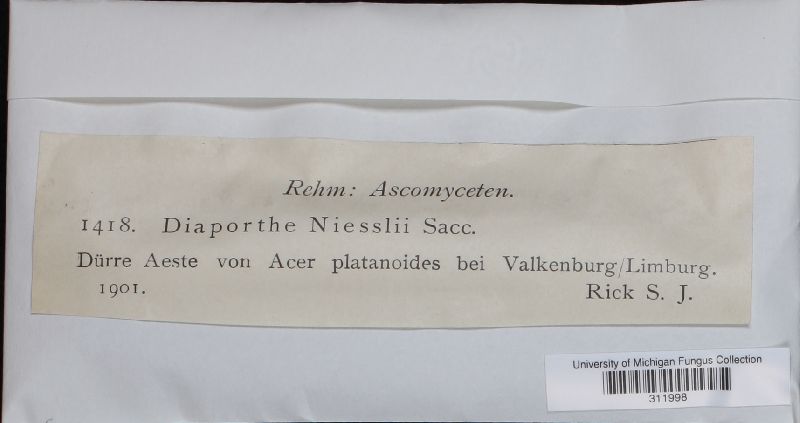 Rehm: Ascomyceten.
1418. Diaporthe Niesslii Sacc.
Dürre Aeste von Acer platanoides bei Valkenburg/Limburg.
1901. Rick S. J.
University of Michigan Fungus Collection
311998